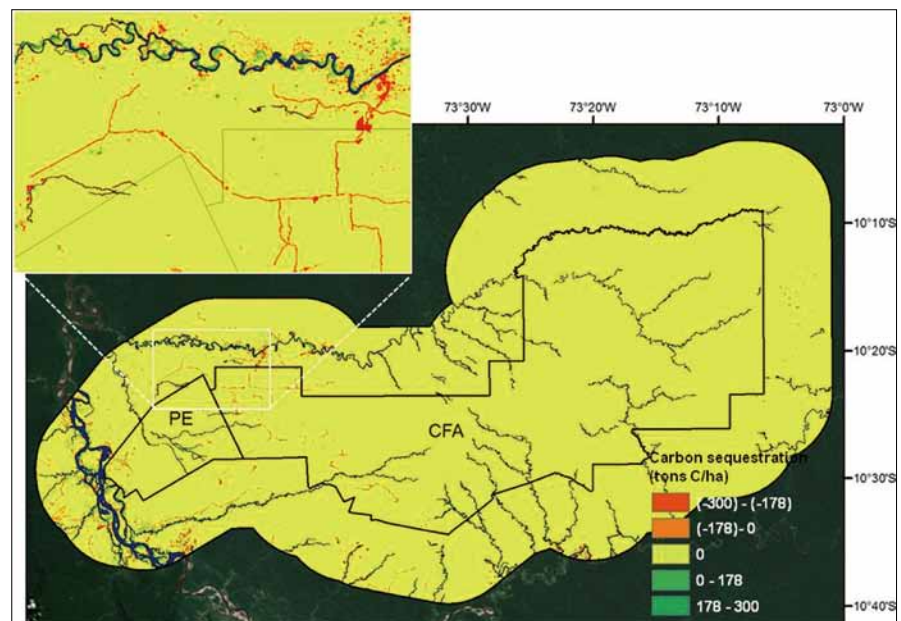 73°30'W 73°20'W 73°10'W 73°0'W
10°10'S
10°20'S
PE
CFA
10°30'S
Carbon sequestration
(tons C/ha)
(-300) - (-178)
(-178)- 0
0
0 - 178
178 - 300
10°40'S